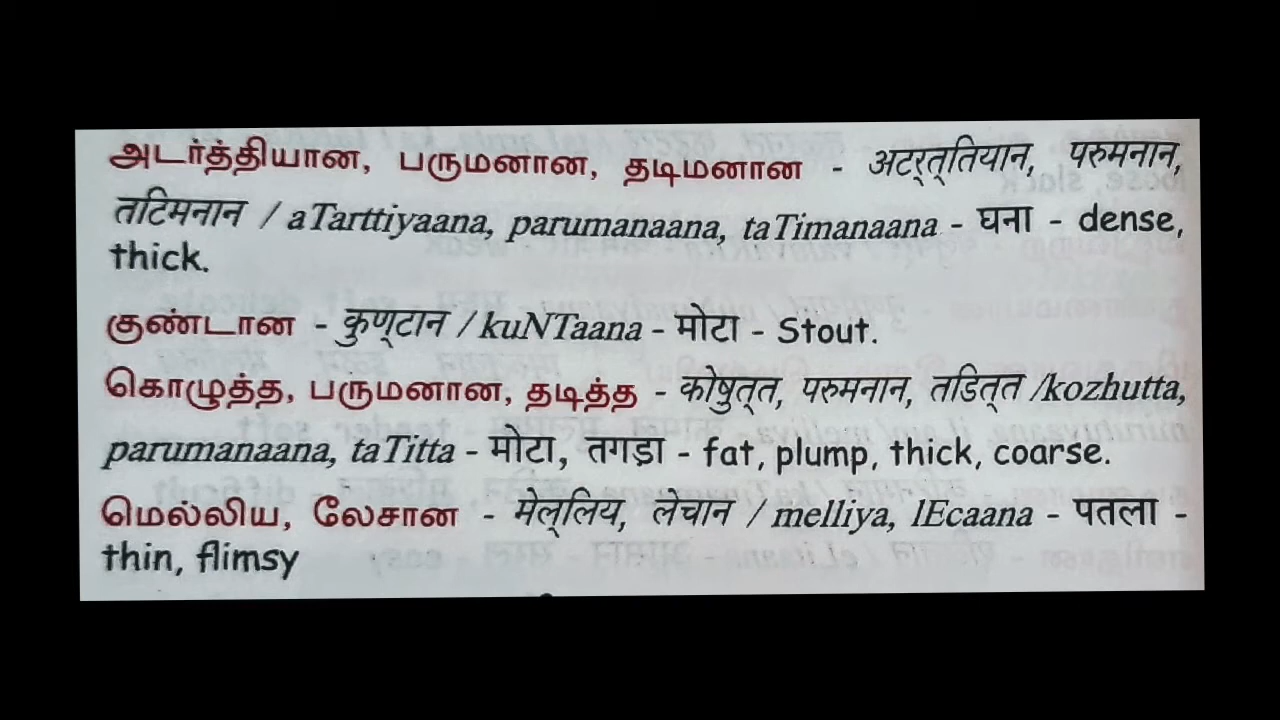 அடர்த்தியான, பருமனான, தடிமனான - अटर्‌त्‌तियान, परुमनान,
तटिमनान / aTarttiyaana, parumanaana, taTimanaana - घना - dense,
thick.
குண்டான - कुण्‌टान / kuNTaana - मोटा - Stout.
கொழுத்த, பருமனான, தடித்த - कोषुत्‌त, परुमनान, तडित्‌त /kozhutta,
parumanaana, taTitta - मोटा, तगड़ा - fat, plump, thick, coarse.
மெல்லிய, லேசான - मेल्‌लिय, लेचान / melliya, lEcaana - पतला -
thin, flimsy